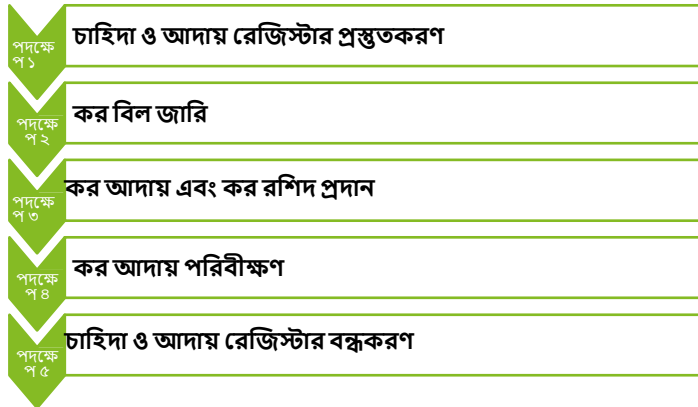 পদক্ষে
প ১
চাহিদা ও আদায় রেজিস্টার প্রস্তুতকরণ
পদক্ষে
প ২
কর বিল জারি
পদক্ষে
প ৩
কর আদায় এবং কর রশিদ প্রদান
পদক্ষে
প ৪
কর আদায় পরিবীক্ষণ
পদক্ষে
প ৫
চাহিদা ও আদায় রেজিস্টার বন্ধকরণ